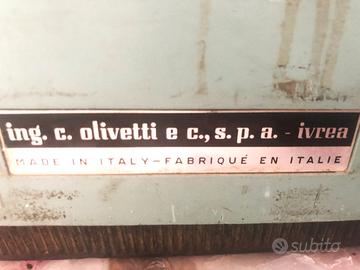 ing. c. olivetti e c., s. p. a. - ivrea
MADE IN ITALY-FABRIQUÉ EN ITALIE
subito